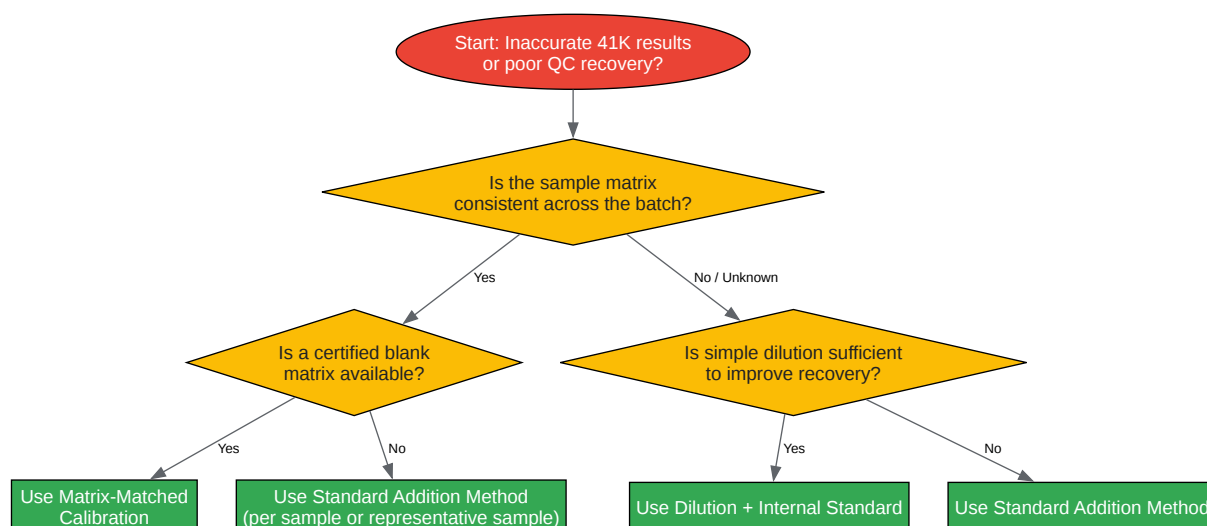 Start: Inaccurate 41K results
or poor QC recovery?
Is the sample matrix
consistent across the batch?
Yes
No / Unknown
Is a certified blank
matrix available?
Is simple dilution sufficient
to improve recovery?
Yes
No
Yes
No
Use Matrix-Matched
Calibration
Use Standard Addition Method
(per sample or representative sample)
Use Dilution + Internal Standard
Use Standard Addition Method